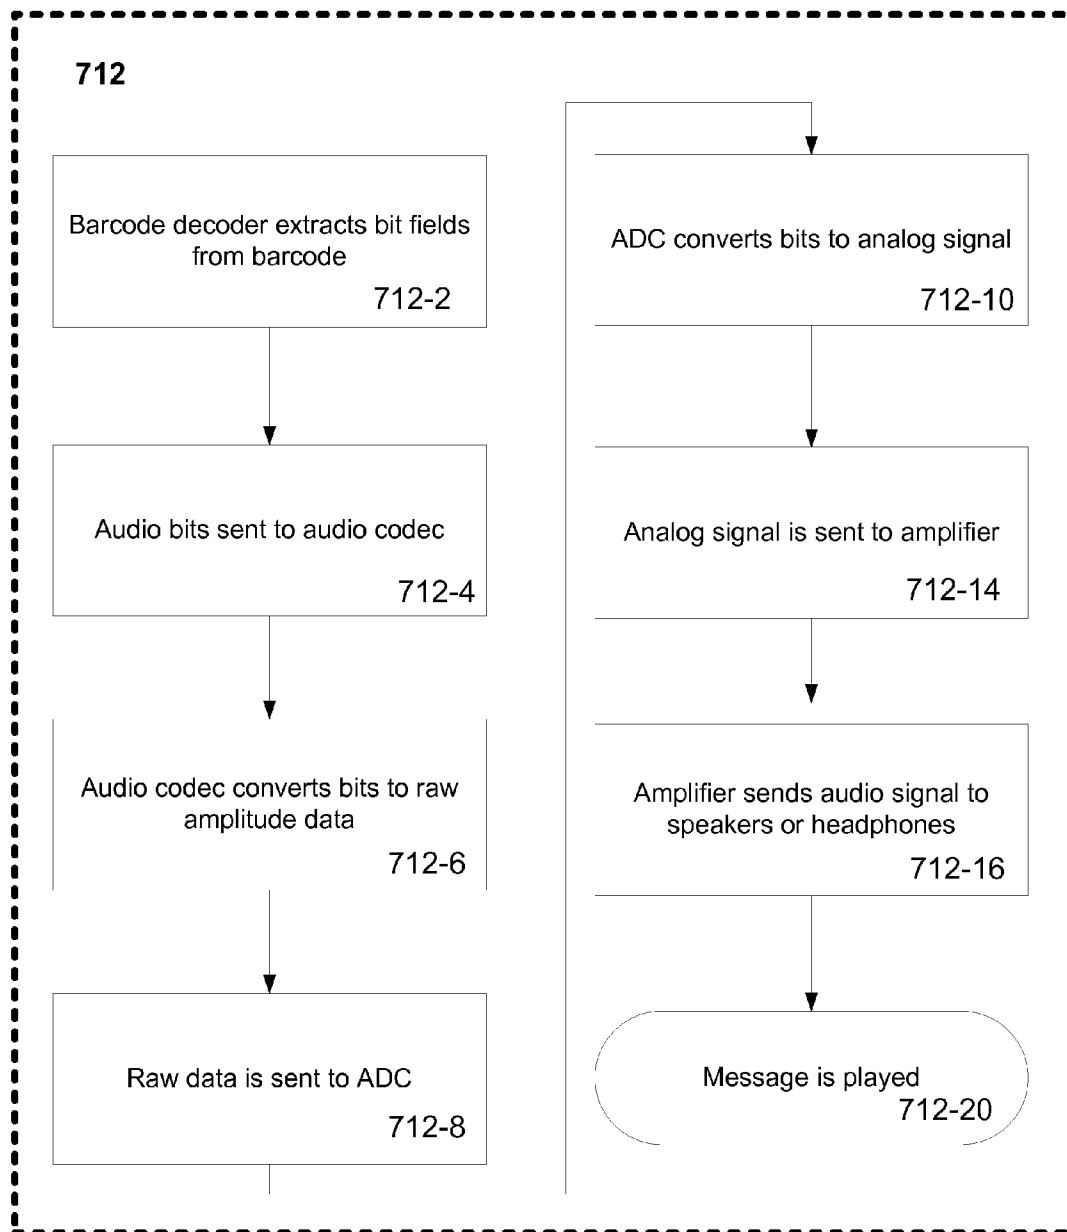 712
Barcode decoder extracts bit fields
from barcode
712-2
Audio bits sent to audio codec
712-4
Audio codec converts bits to raw
amplitude data
712-6
Raw data is sent to ADC
712-8
ADC converts bits to analog signal
712-10
Analog signal is sent to amplifier
712-14
Amplifier sends audio signal to
speakers or headphones
712-16
Message is played
712-20